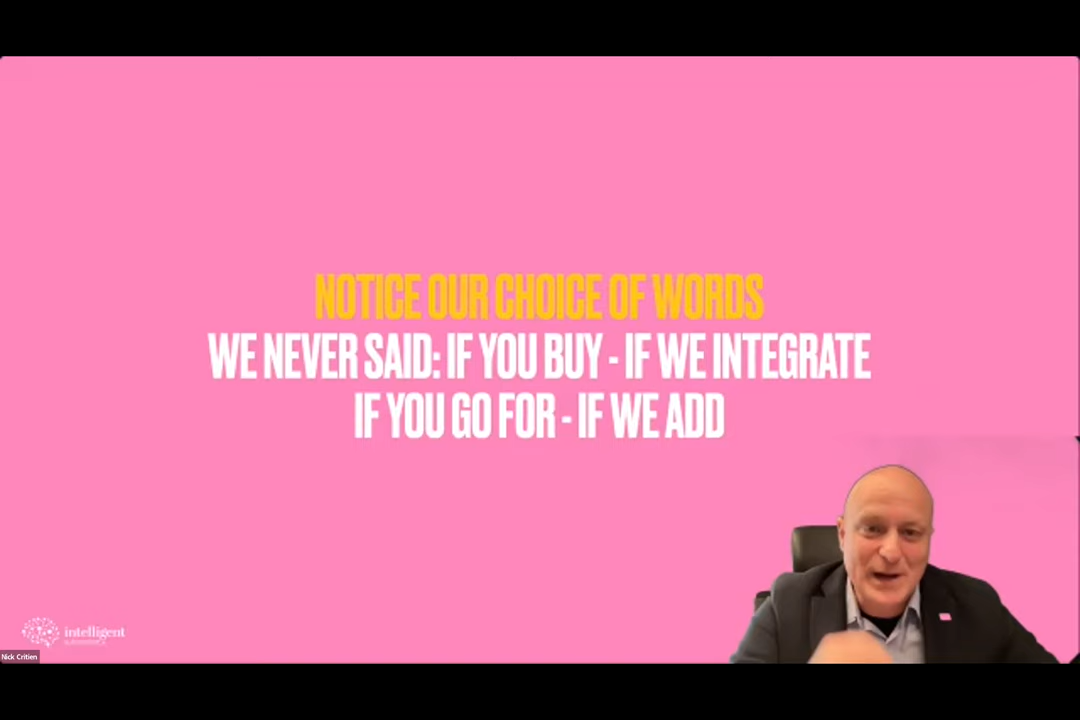 NOTICE OUR CHOICE OF WORDS
WE NEVER SAID: IF YOU BUY - IF WE INTEGRATE
IF YOU GO FOR - IF WE ADD
intelligent
Nick Critien